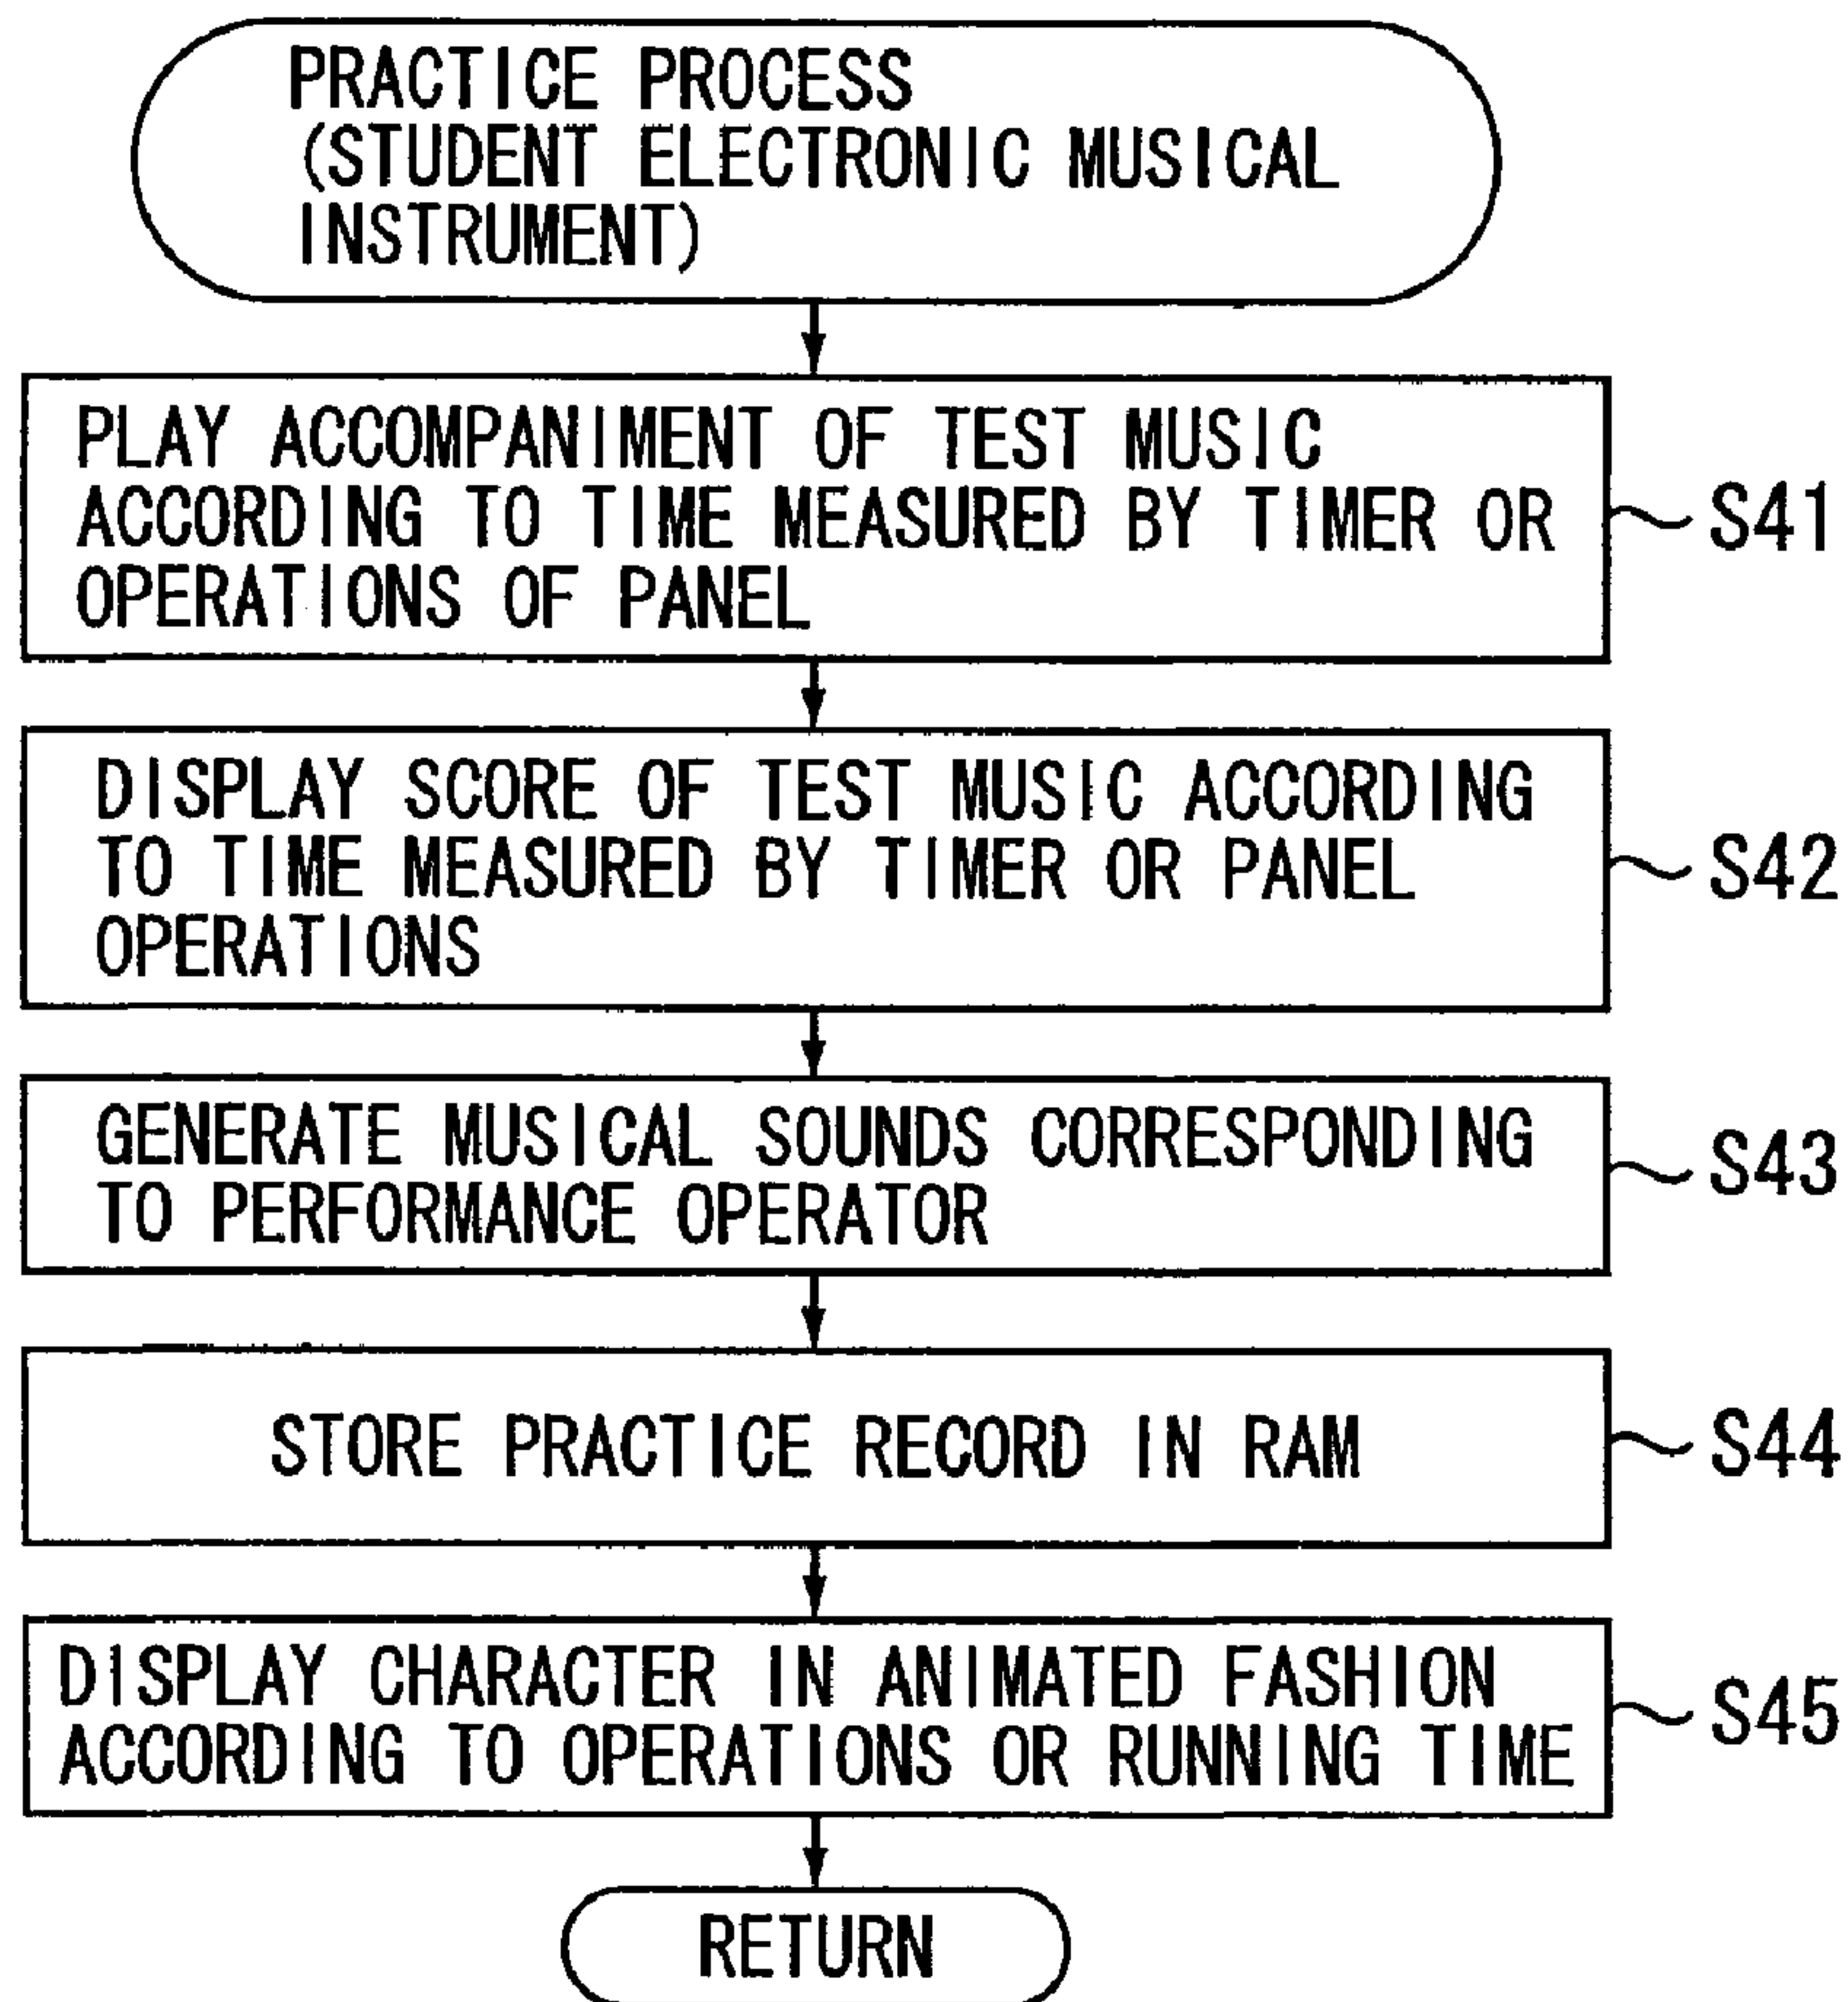 PRACTICE PROCESS
(STUDENT ELECTRONIC MUSICAL
INSTRUMENT)
PLAY ACCOMPANIMENT OF TEST MUSIC
ACCORDING TO TIME MEASURED BY TIMER OR
OPERATIONS OF PANEL
S41
DISPLAY SCORE OF TEST MUSIC ACCORDING
TO TIME MEASURED BY TIMER OR PANEL
OPERATIONS
S42
GENERATE MUSICAL SOUNDS CORRESPONDING
TO PERFORMANCE OPERATOR
S43
STORE PRACTICE RECORD IN RAM
S44
DISPLAY CHARACTER IN ANIMATED FASHION
ACCORDING TO OPERATIONS OR RUNNING TIME
S45
RETURN